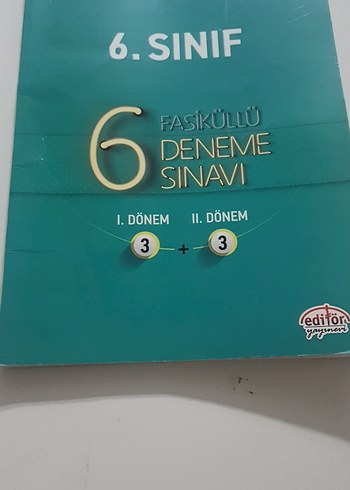 6. SINIF
6 FASİKÜLLÜ
DENEME
SINAVI
I. DÖNEM II. DÖNEM
3 + 3
editör
yayınevi